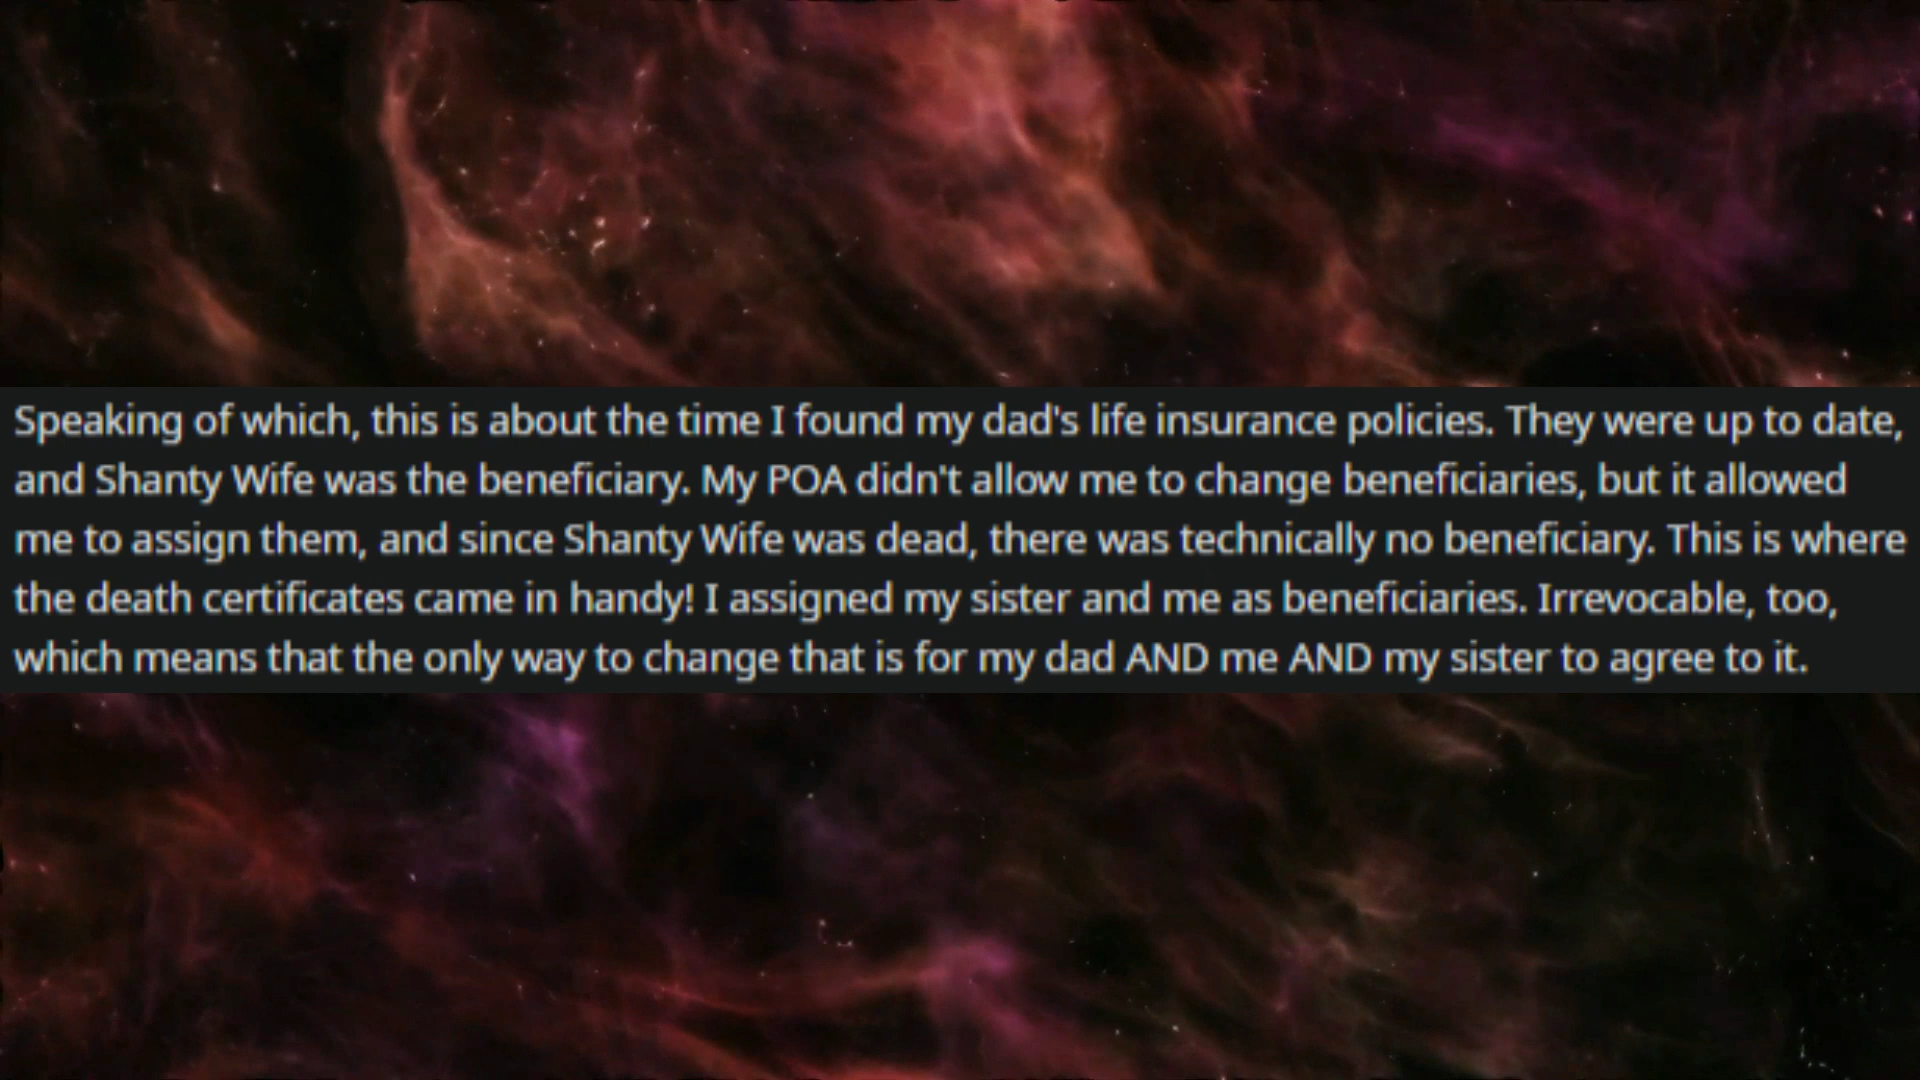 Speaking of which, this is about the time I found my dad's life insurance policies. They were up to date,
and Shanty Wife was the beneficiary. My POA didn't allow me to change beneficiaries, but it allowed
me to assign them, and since Shanty Wife was dead, there was technically no beneficiary. This is where
the death certificates came in handy! I assigned my sister and me as beneficiaries. Irrevocable, too,
which means that the only way to change that is for my dad AND me AND my sister to agree to it.